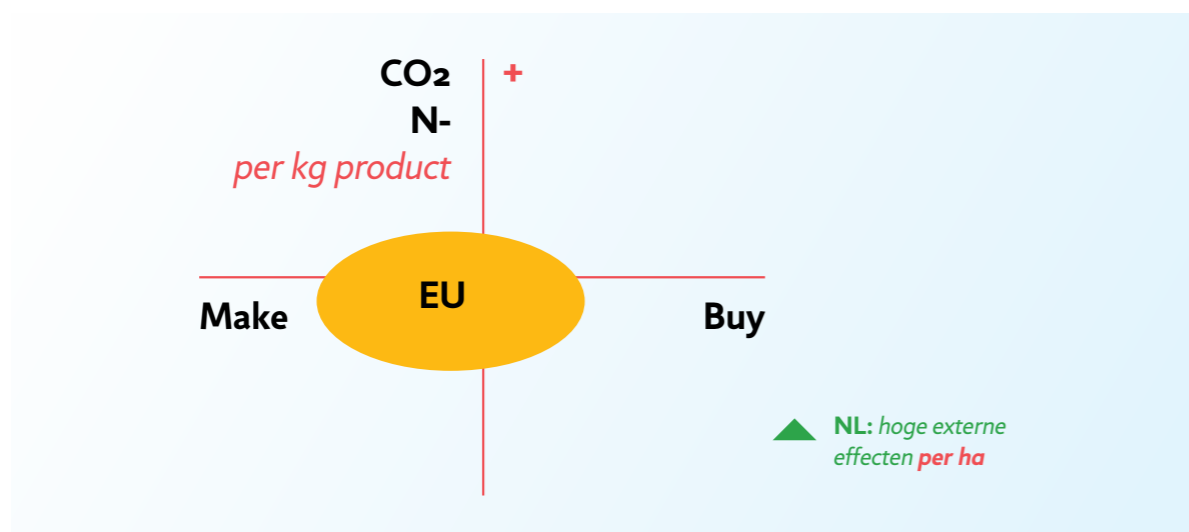 CO2
+
N-
per kg product
EU
Make
Buy
NL: hoge externe
effecten per ha